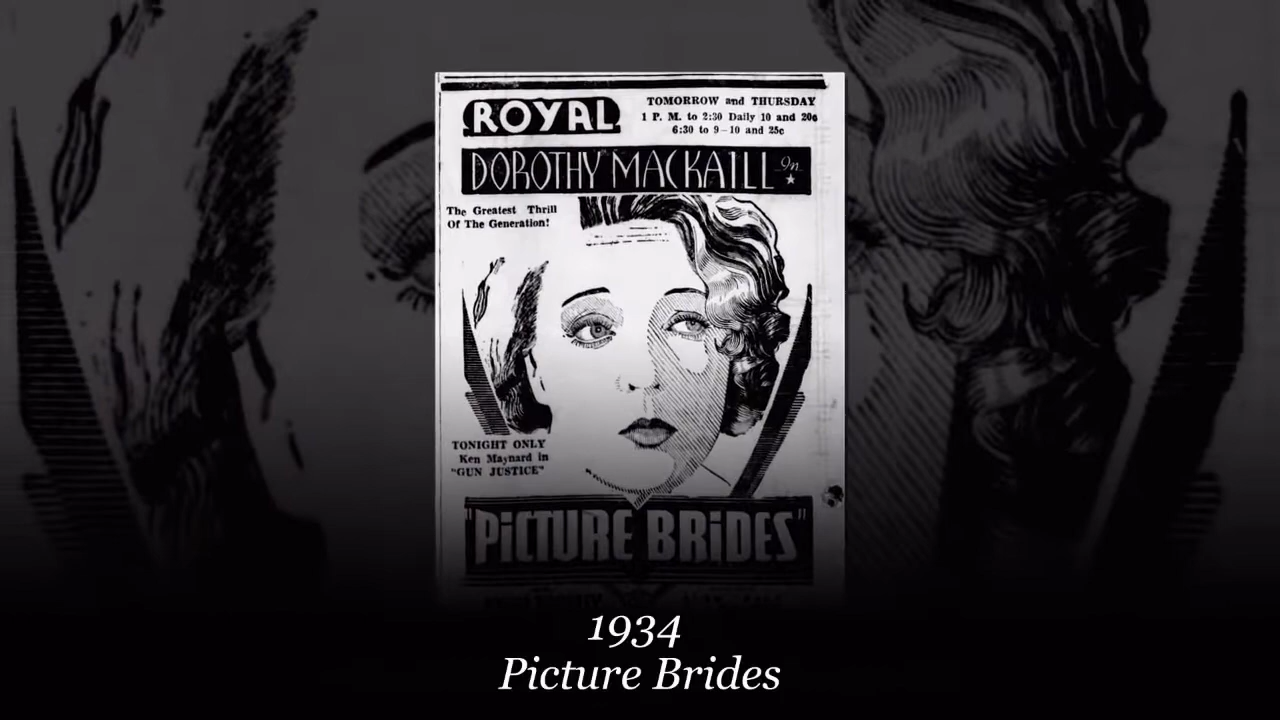 ROYAL
TOMORROW and THURSDAY
1 P. M. to 2:30 Daily 10 and 20c
6:30 to 9-10 and 25c
DOROTHY MACKAILL in
The Greatest Thrill
Of The Generation!
TONIGHT ONLY
Ken Maynard in
"GUN JUSTICE"
"PICTURE BRIDES"
1934
Picture Brides